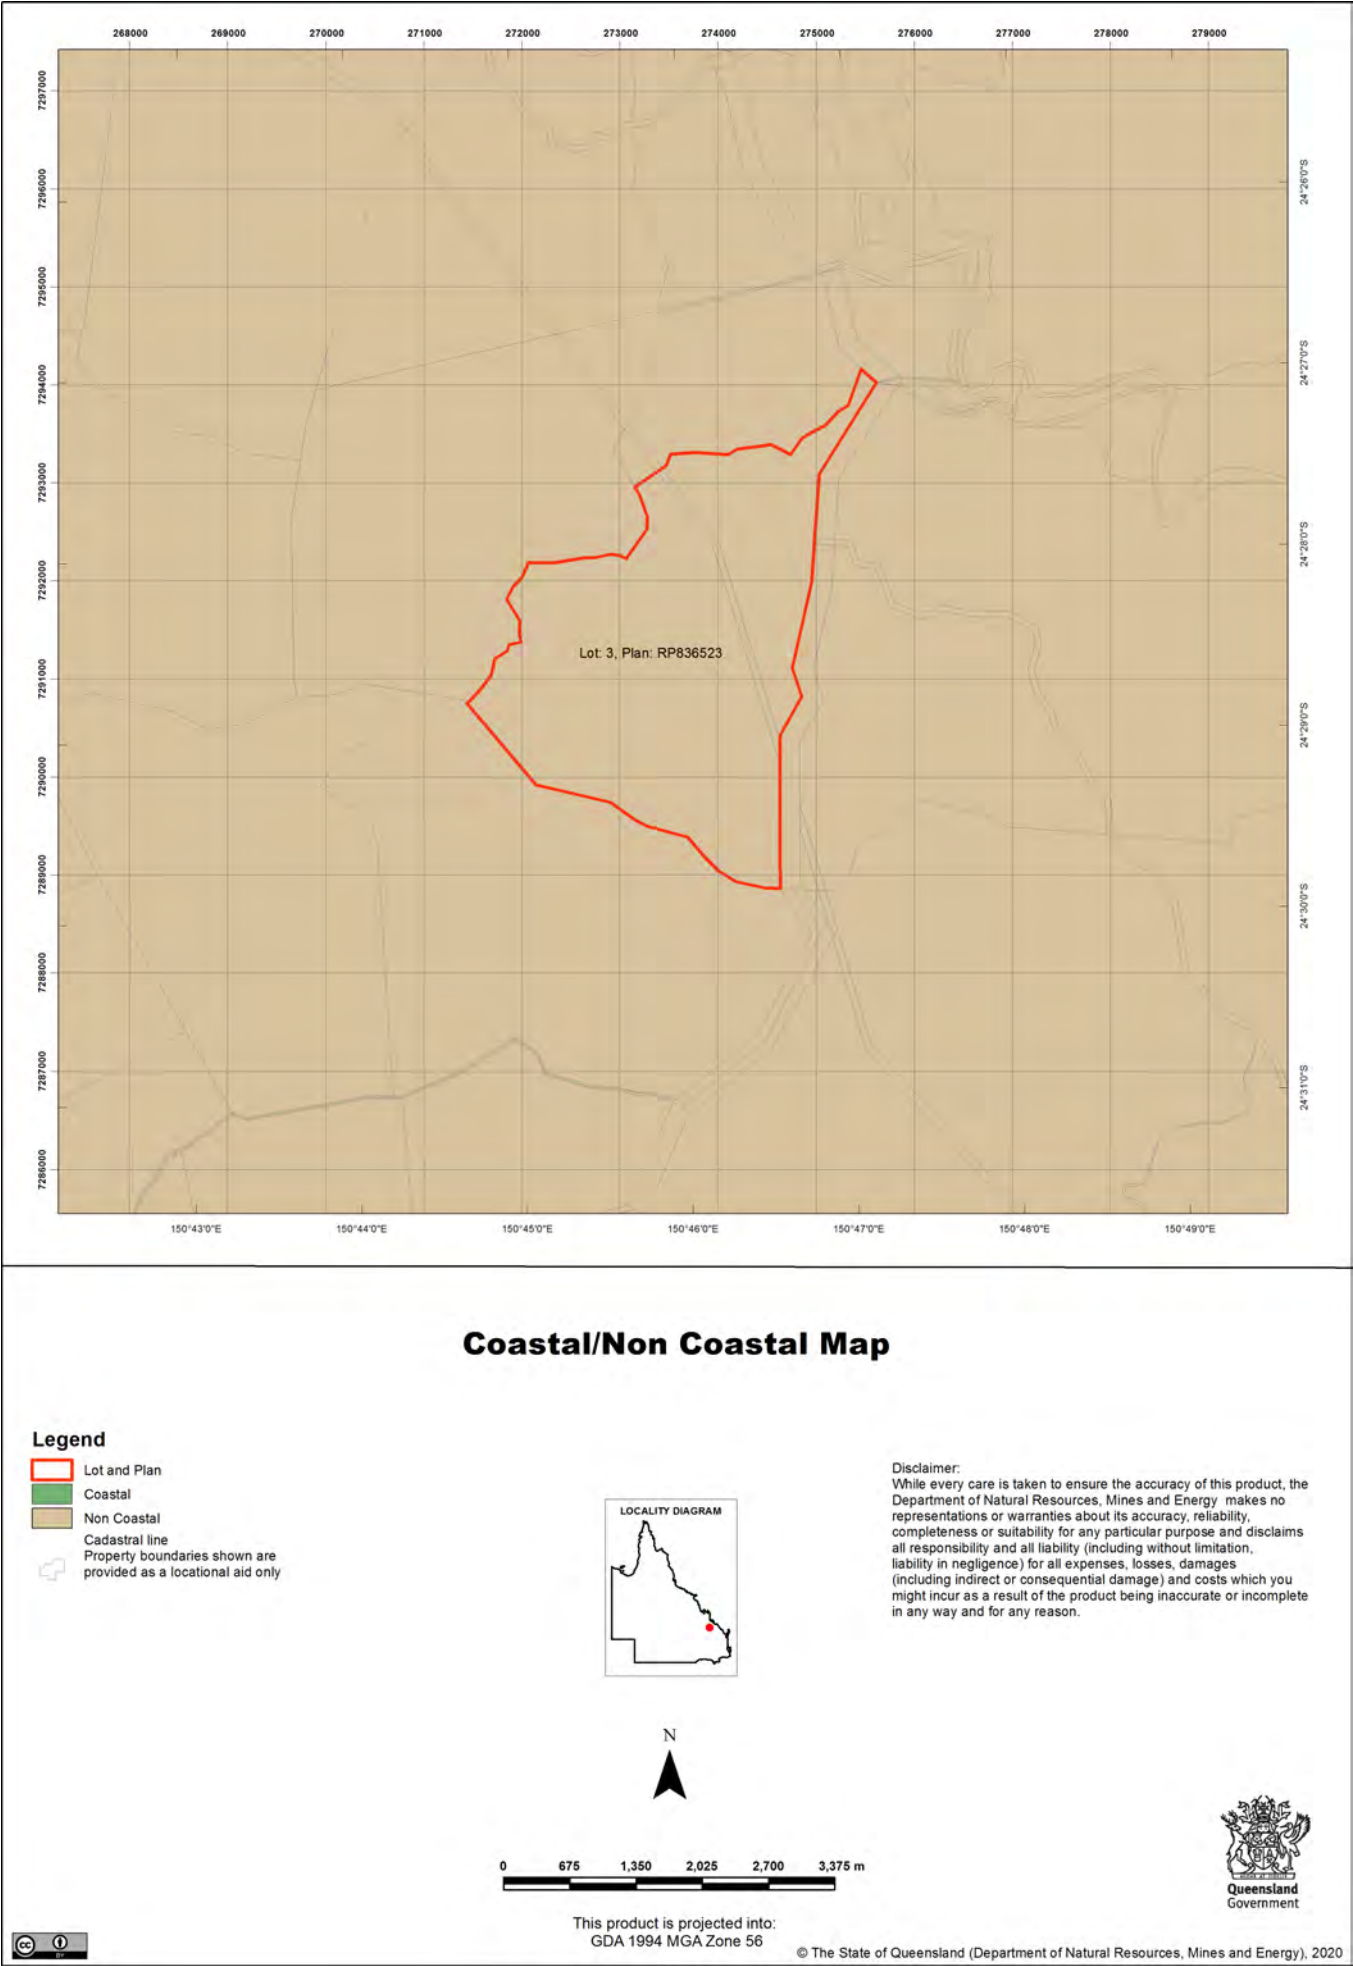 268000 269000 270000 271000 272000 273000 274000 275000 276000 277000 278000 279000
7297000
7296000
7295000
7294000
7293000
7292000
7291000
7290000
7289000
7288000
7287000
7286000
24°26'0"S
24°27'0"S
24°28'0"S
24°29'0"S
24°30'0"S
24°31'0"S
Lot: 3, Plan: RP836523
150°43'0"E 150°44'0"E 150°45'0"E 150°46'0"E 150°47'0"E 150°48'0"E 150°49'0"E
Coastal/Non Coastal Map
Legend
Lot and Plan
Coastal
Non Coastal
Cadastral line
Property boundaries shown are
provided as a locational aid only
LOCALITY DIAGRAM
Disclaimer:
While every care is taken to ensure the accuracy of this product, the
Department of Natural Resources, Mines and Energy makes no
representations or warranties about its accuracy, reliability,
completeness or suitability for any particular purpose and disclaims
all responsibility and all liability (including without limitation,
liability in negligence) for all expenses, losses, damages
(including indirect or consequential damage) and costs which you
might incur as a result of the product being inaccurate or incomplete
in any way and for any reason.
N
0 675 1,350 2,025 2,700 3,375 m
This product is projected into:
GDA 1994 MGA Zone 56
Queensland
Government
cc
BY
© The State of Queensland (Department of Natural Resources, Mines and Energy), 2020